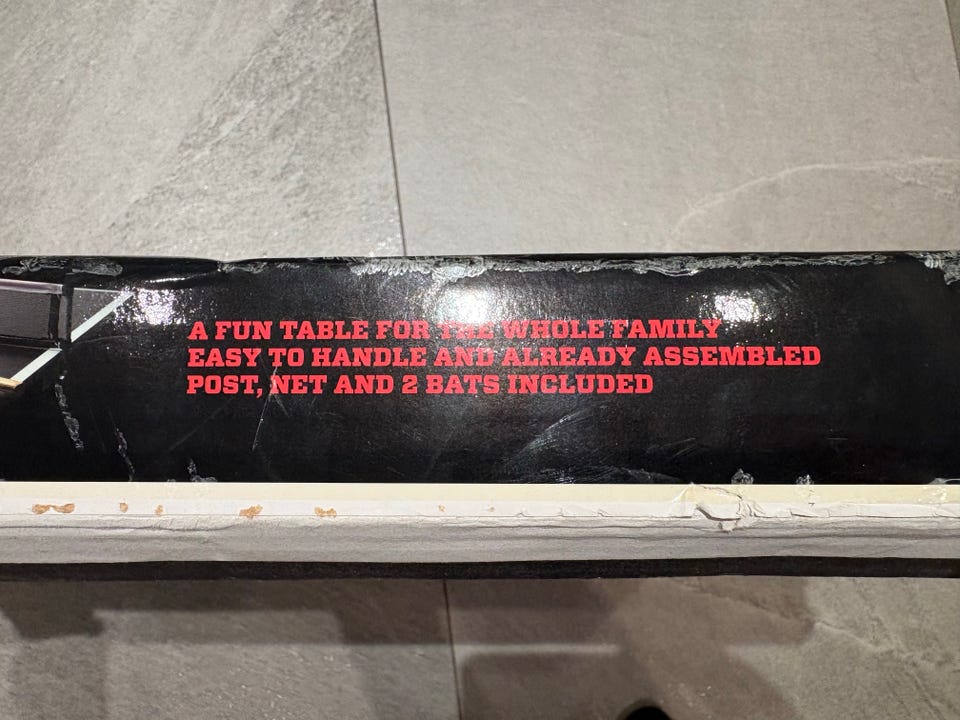 A FUN TABLE FOR THE WHOLE FAMILY
EASY TO HANDLE AND ALREADY ASSEMBLED
POST, NET AND 2 BATS INCLUDED